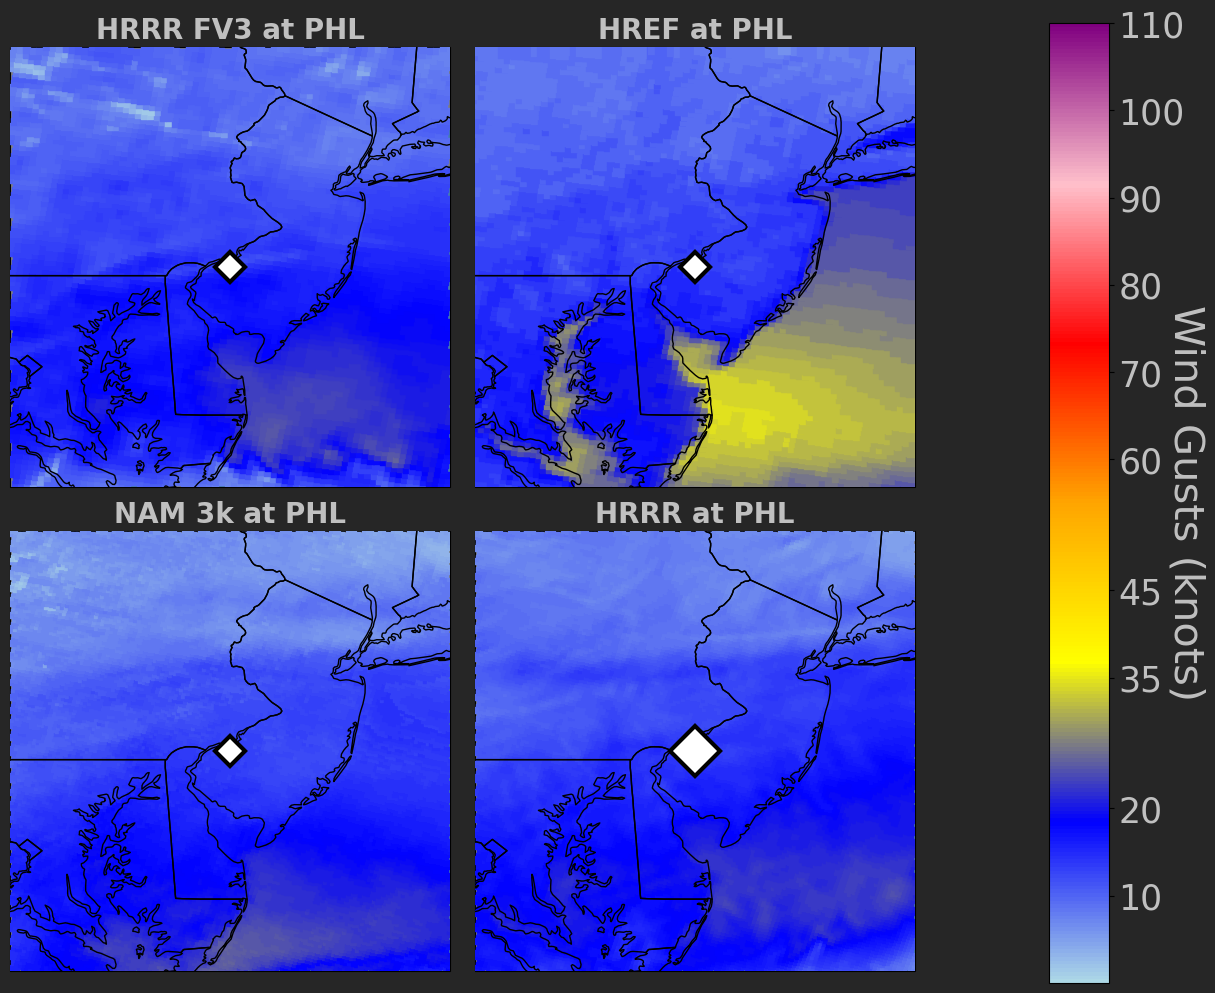 HRRR FV3 at PHL
HREF at PHL
NAM 3k at PHL
HRRR at PHL
110
100
90
80
70
60
45
35
20
10
Wind Gusts (knots)